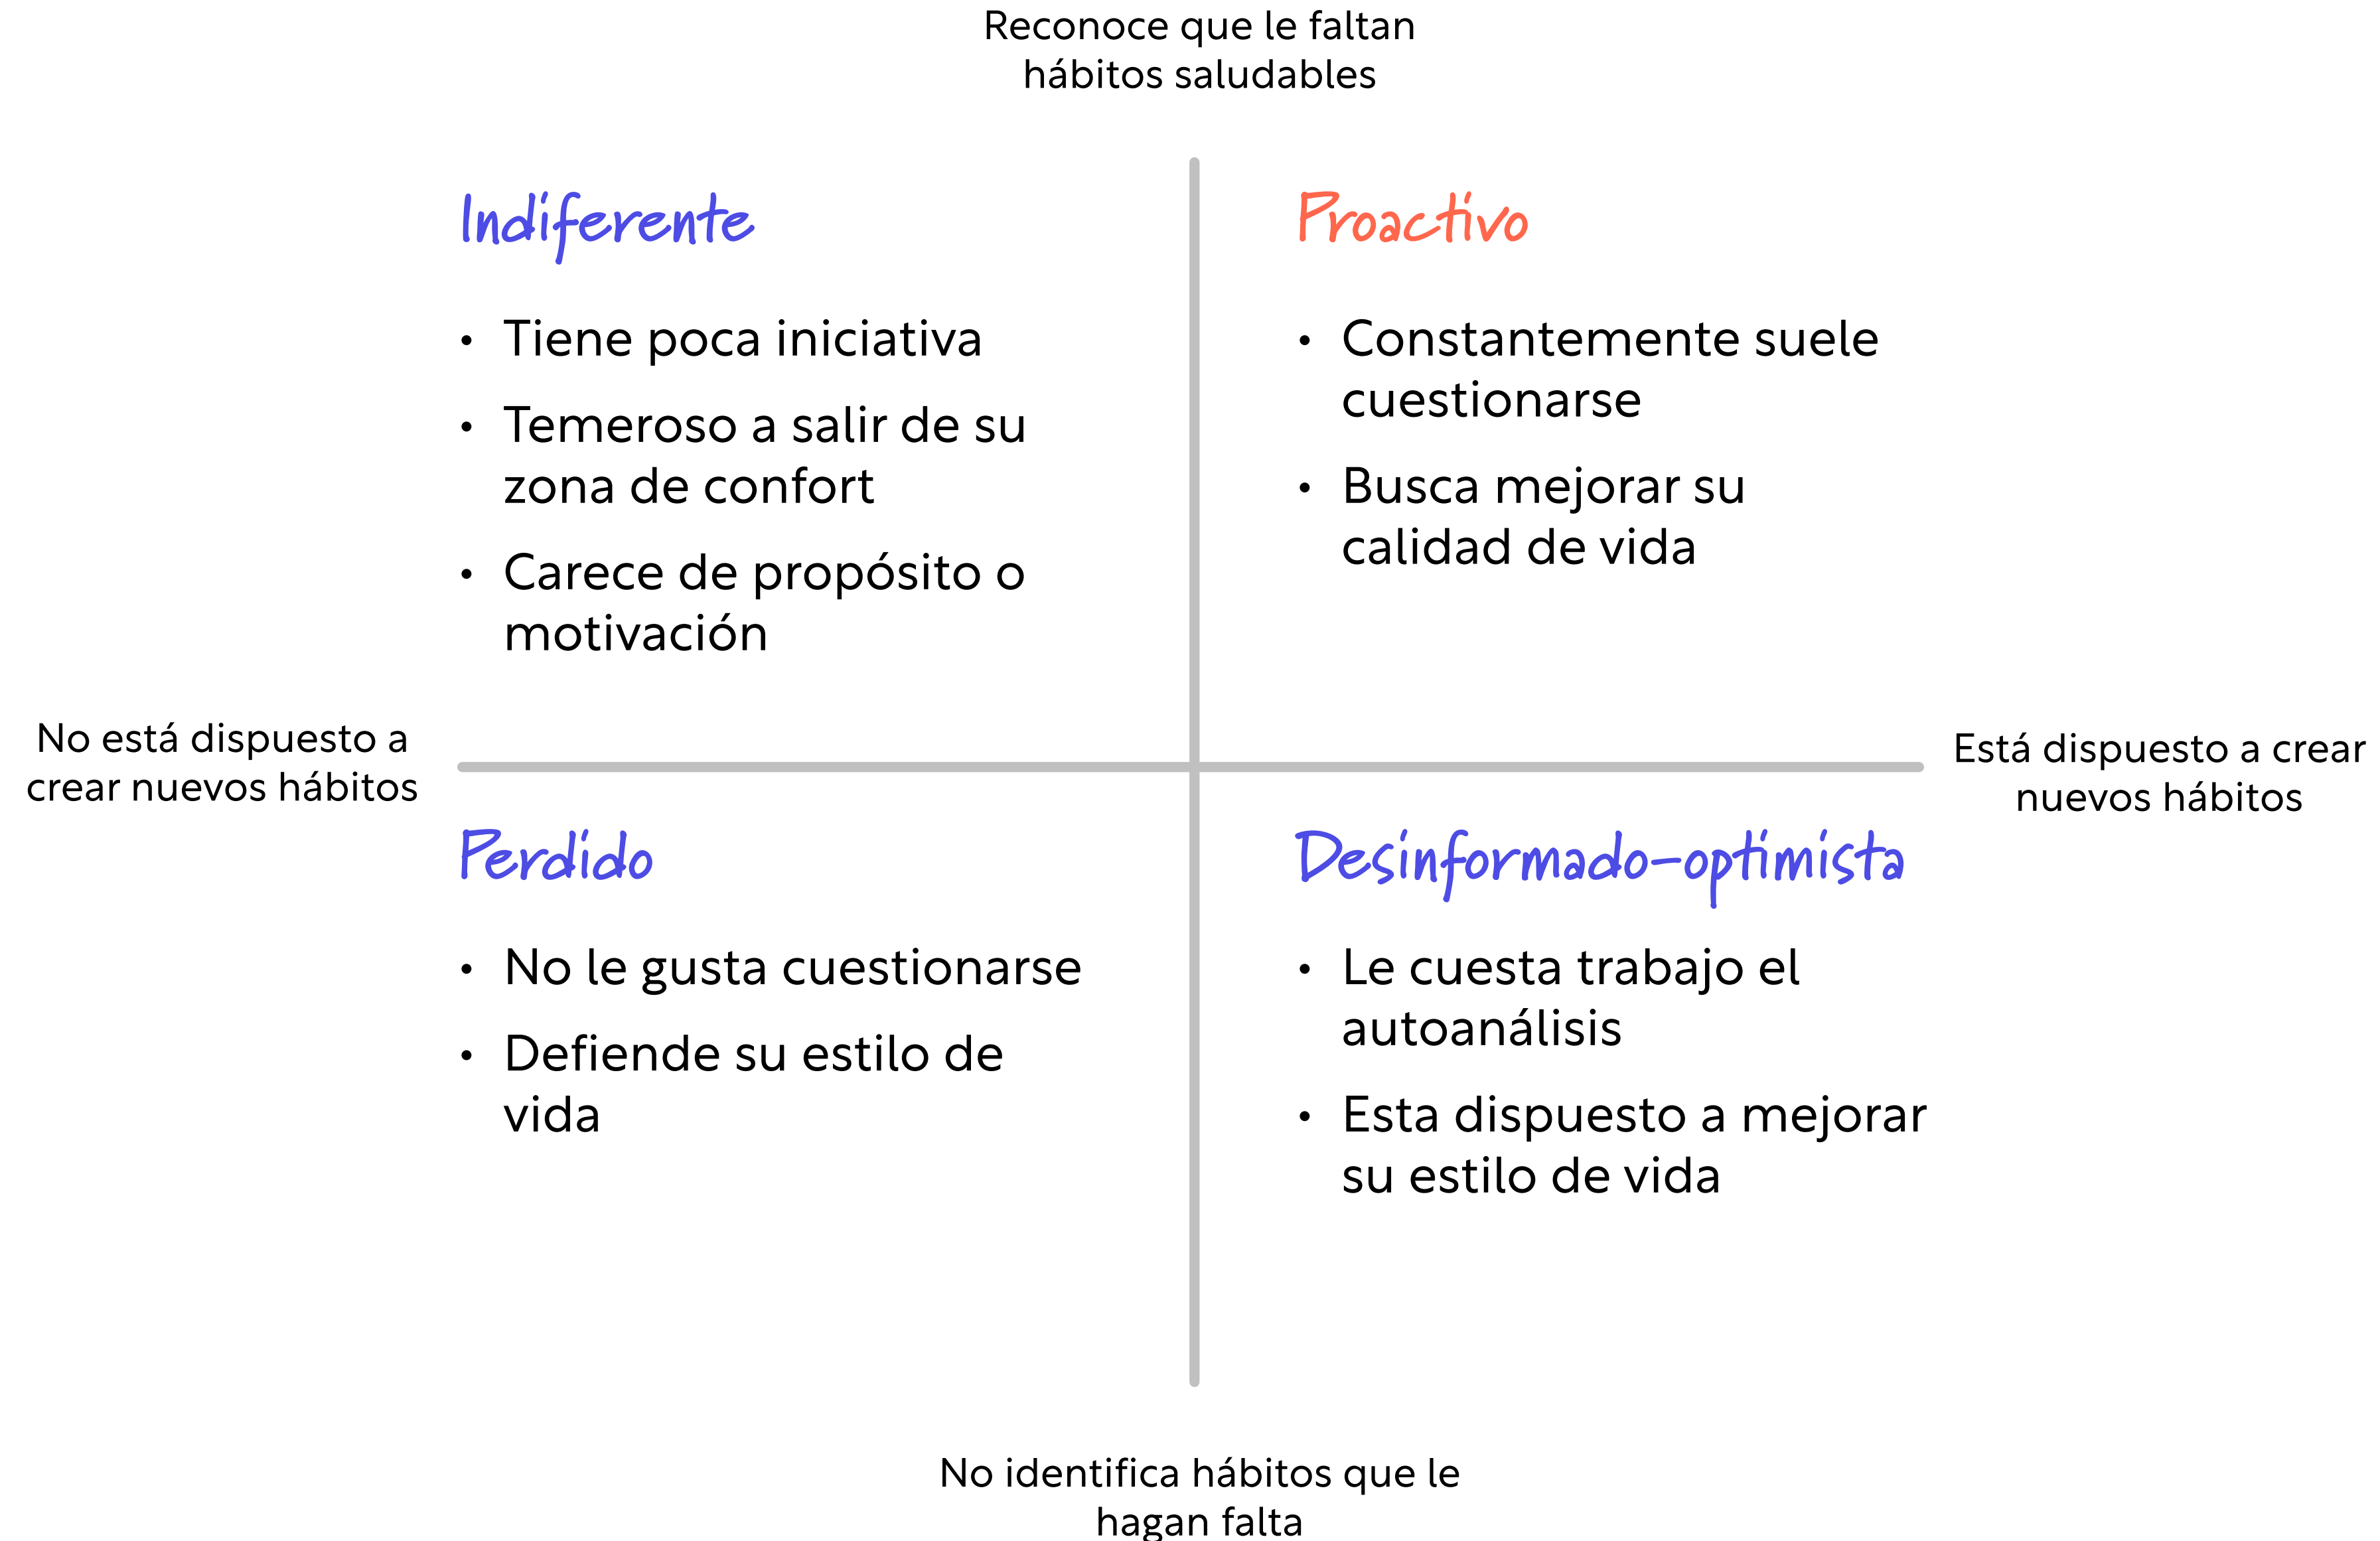 Reconoce que le faltan
hábitos saludables
Indiferente
• Tiene poca iniciativa
• Temeroso a salir de su
zona de confort
• Carece de propósito o
motivación
Proactivo
• Constantemente suele
cuestionarse
• Busca mejorar su
calidad de vida
No está dispuesto a
crear nuevos hábitos
Está dispuesto a crear
nuevos hábitos
Perdido
• No le gusta cuestionarse
• Defiende su estilo de
vida
Desinformado-optimista
• Le cuesta trabajo el
autoanálisis
• Esta dispuesto a mejorar
su estilo de vida
No identifica hábitos que le
hagan falta